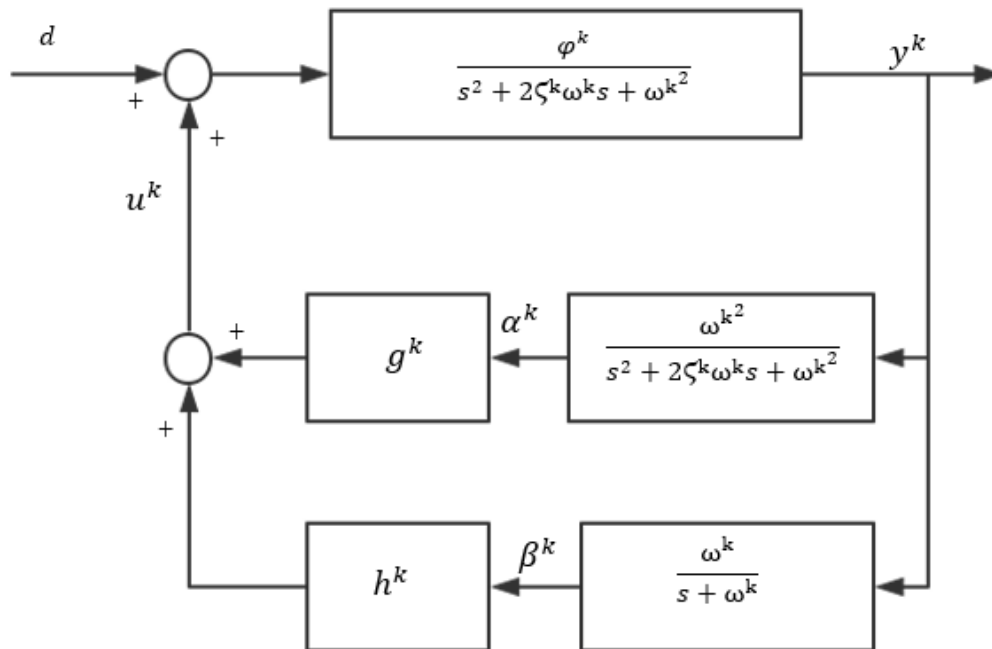 d
+
+
φ^k
s² + 2ζ^kω^ks + ω^k²
y^k
u^k
+
g^k
α^k
ω^k²
s² + 2ζ^kω^ks + ω^k²
+
h^k
β^k
ω^k
s + ω^k